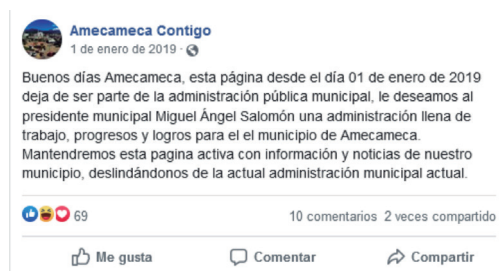 Amecameca Contigo
1 de enero de 2019 ·
Buenos días Amecameca, esta página desde el día 01 de enero de 2019
deja de ser parte de la administración pública municipal, le deseamos al
presidente municipal Miguel Ángel Salomón una administración llena de
trabajo, progresos y logros para el el municipio de Amecameca.
Mantendremos esta pagina activa con información y noticias de nuestro
municipio, deslindándonos de la actual administración municipal actual.
69 10 comentarios 2 veces compartido
Me gusta Comentar Compartir